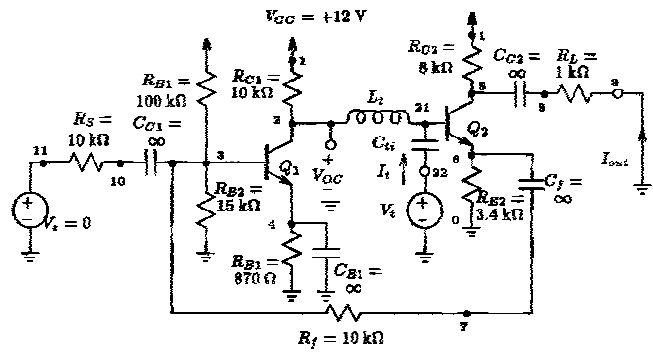 V_CC = +12 V
1
1
R_C2 =
8 kΩ
C_C2 =
∞
R_L =
1 kΩ
R_B1 =
100 kΩ
R_C1 =
10 kΩ
L_i
21
5
8
9
R_S =
10 kΩ
C_C1 =
∞
2
C_ti
Q_2
11
10
3
Q_1
+
V_OC
−
I_t
22
6
I_out
C_f =
∞
+
−
V_s = 0
R_B2 =
15 kΩ
V_t
+
−
0
R_E2 =
3.4 kΩ
4
R_E1 =
870 Ω
C_E1 =
∞
7
R_f = 10 kΩ